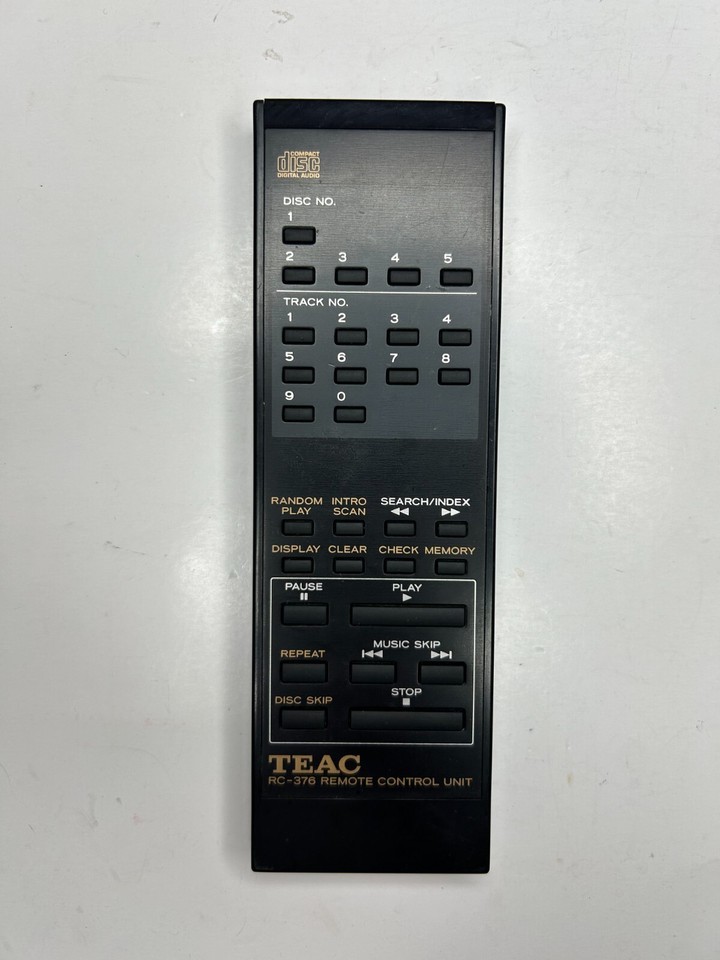 COMPACT
disc
DIGITAL AUDIO
DISC NO.
1
2 3 4 5
TRACK NO.
1 2 3 4
5 6 7 8
9 0
RANDOM PLAY INTRO SCAN SEARCH/INDEX
DISPLAY CLEAR CHECK MEMORY
PAUSE PLAY
MUSIC SKIP
REPEAT
STOP
DISC SKIP
TEAC
RC-376 REMOTE CONTROL UNIT